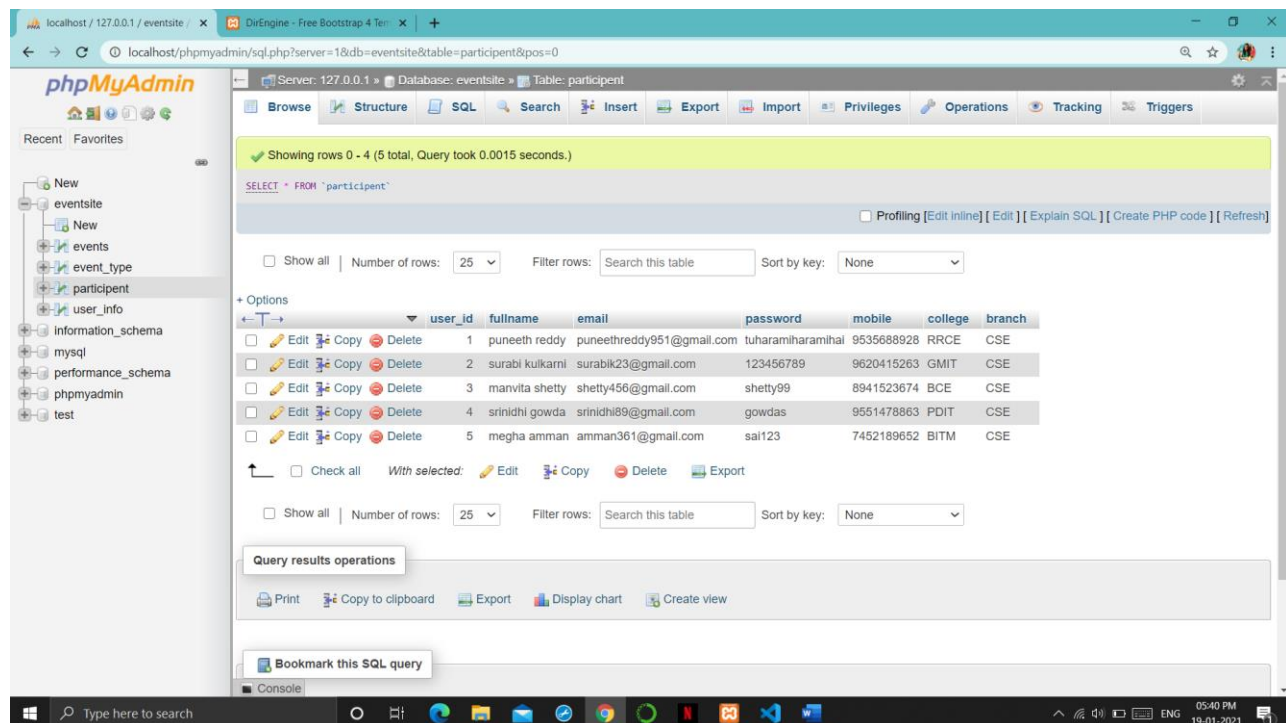 localhost / 127.0.0.1 / eventsite /
DirEngine - Free Bootstrap 4 Tem
localhost/phpmyadmin/sql.php?server=1&db=eventsite&table=participent&pos=0
phpMyAdmin
Recent Favorites
New
eventsite
New
events
event_type
participent
user_info
information_schema
mysql
performance_schema
phpmyadmin
test
Server: 127.0.0.1 » Database: eventsite » Table: participent
Browse Structure SQL Search Insert Export Import Privileges Operations Tracking Triggers
Showing rows 0 - 4 (5 total, Query took 0.0015 seconds.)
SELECT * FROM `participent`
Profiling [Edit inline] [ Edit ] [ Explain SQL ] [ Create PHP code ] [ Refresh]
Show all | Number of rows: 25 Filter rows: Search this table Sort by key: None
+ Options
←T→ user_id fullname email password mobile college branch
Edit Copy Delete 1 puneeth reddy puneethreddy951@gmail.com tuharamiharamihai 9535688928 RRCE CSE
Edit Copy Delete 2 surabi kulkarni surabik23@gmail.com 123456789 9620415263 GMIT CSE
Edit Copy Delete 3 manvita shetty shetty456@gmail.com shetty99 8941523674 BCE CSE
Edit Copy Delete 4 srinidhi gowda srinidhi89@gmail.com gowdas 9551478863 PDIT CSE
Edit Copy Delete 5 megha amman amman361@gmail.com sai123 7452189652 BITM CSE
Check all With selected: Edit Copy Delete Export
Show all | Number of rows: 25 Filter rows: Search this table Sort by key: None
Query results operations
Print Copy to clipboard Export Display chart Create view
Bookmark this SQL query
Console
Type here to search
ENG
05:40 PM
19-01-2021